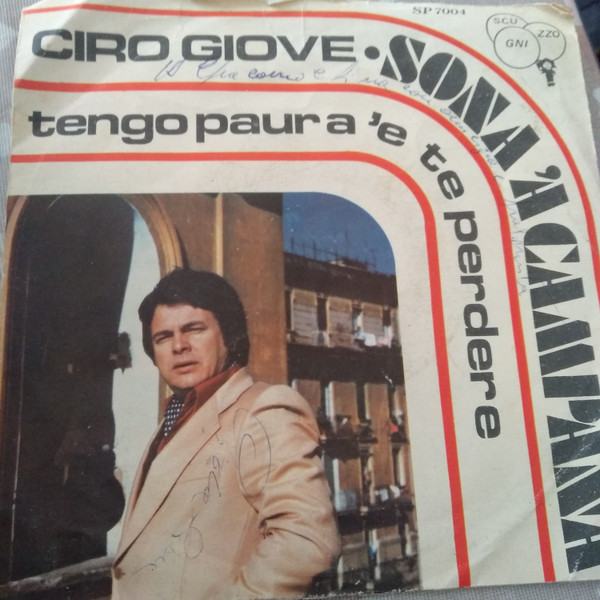 SP 7004
SCU
GNI
ZZO
CIRO GIOVE • SONA 'A CAMPANA
tengo paura 'e te perdere